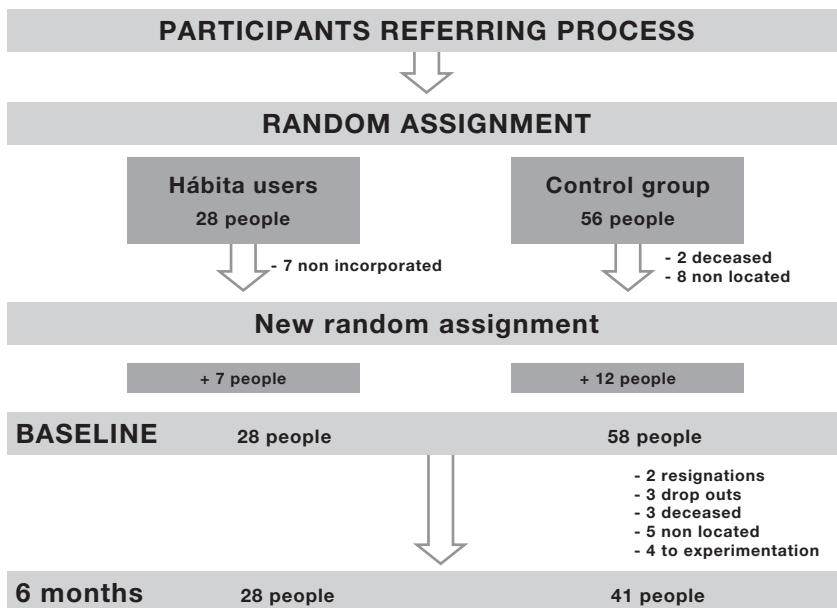 PARTICIPANTS REFERRING PROCESS
RANDOM ASSIGNMENT
Hábita users
28 people
Control group
56 people
- 7 non incorporated
- 2 deceased
- 8 non located
New random assignment
+ 7 people
+ 12 people
BASELINE 28 people 58 people
- 2 resignations
- 3 drop outs
- 3 deceased
- 5 non located
- 4 to experimentation
6 months 28 people 41 people